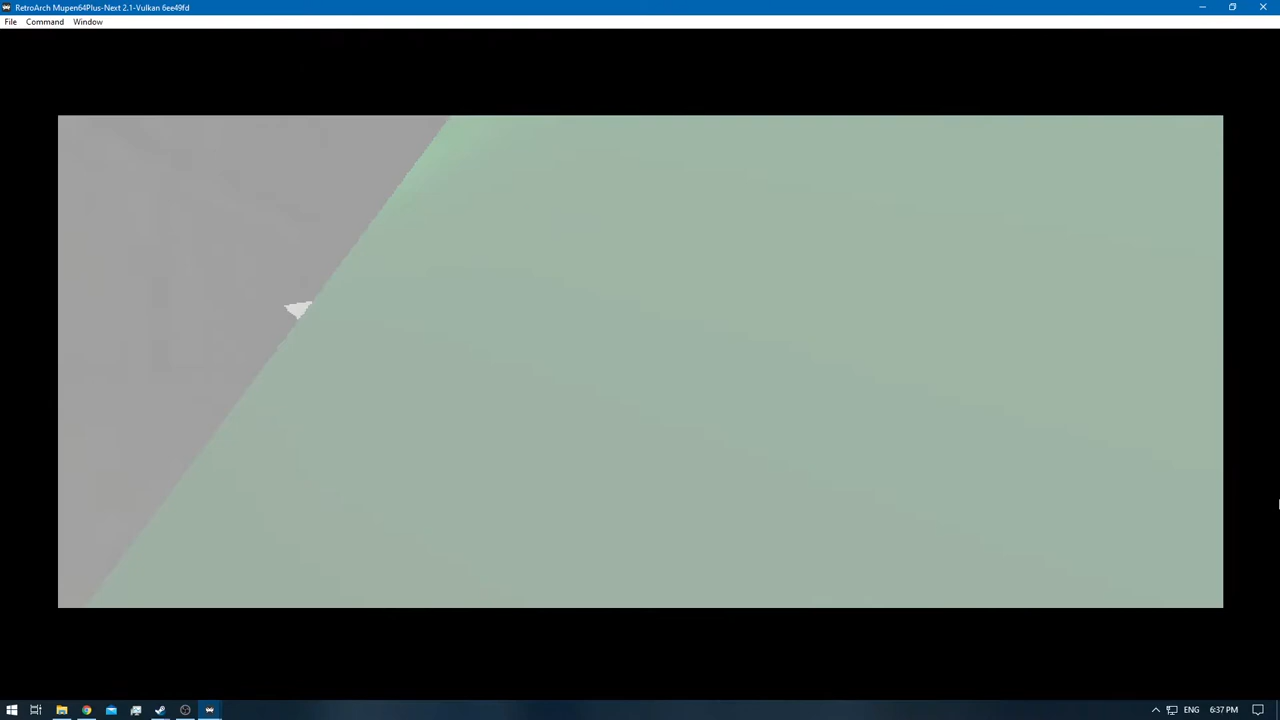 RetroArch Mupen64Plus-Next 2.1-Vulkan 6ee49fd
File Command Window
ENG 6:37 PM